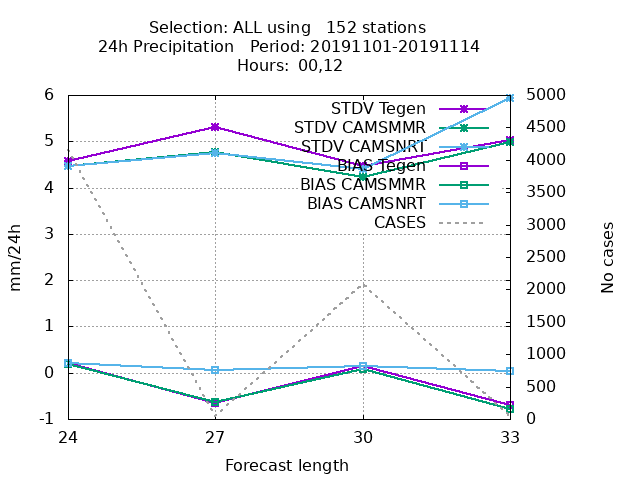 Selection: ALL using   152 stations
24h Precipitation   Period: 20191101-20191114
Hours:  00,12
STDV Tegen
STDV CAMSMMR
STDV CAMSNRT
BIAS Tegen
BIAS CAMSMMR
BIAS CAMSNRT
CASES
mm/24h
6
5
4
3
2
1
0
-1
5000
4500
4000
3500
3000
2500
2000
1500
1000
500
0
No cases
24 27 30 33
Forecast length